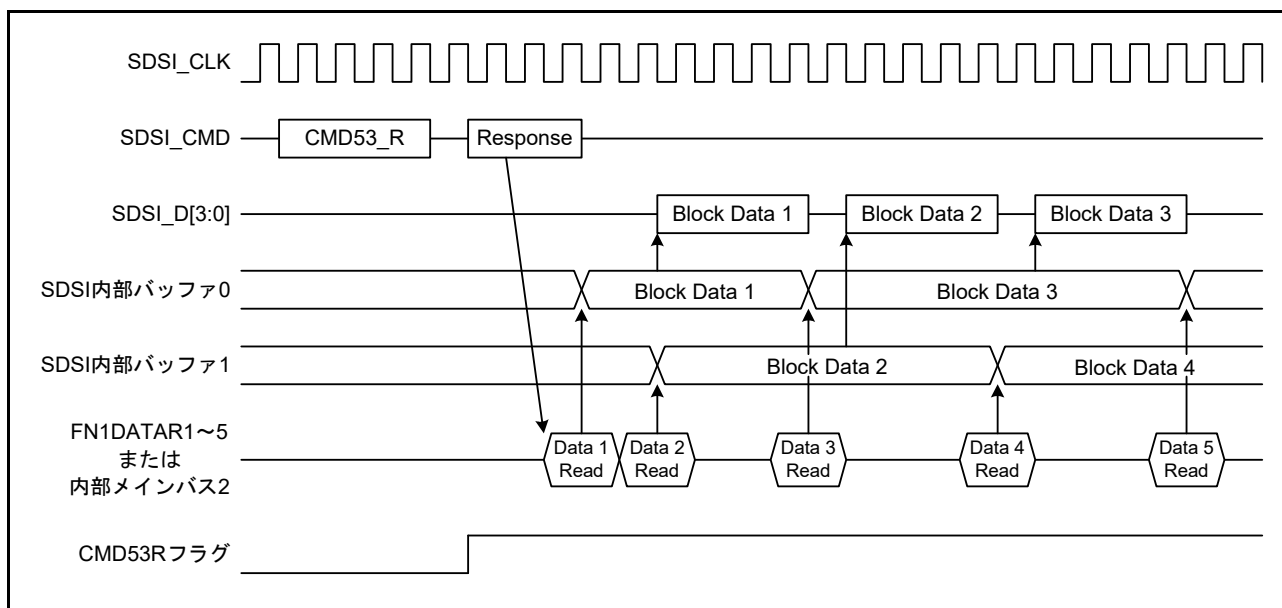 SDSI_CLK
SDSI_CMD
CMD53_R
Response
SDSI_D[3:0]
Block Data 1
Block Data 2
Block Data 3
SDSI内部バッファ0
Block Data 1
Block Data 3
SDSI内部バッファ1
Block Data 2
Block Data 4
FN1DATAR1～5
または
内部メインバス2
Data 1
Read
Data 2
Read
Data 3
Read
Data 4
Read
Data 5
Read
CMD53Rフラグ